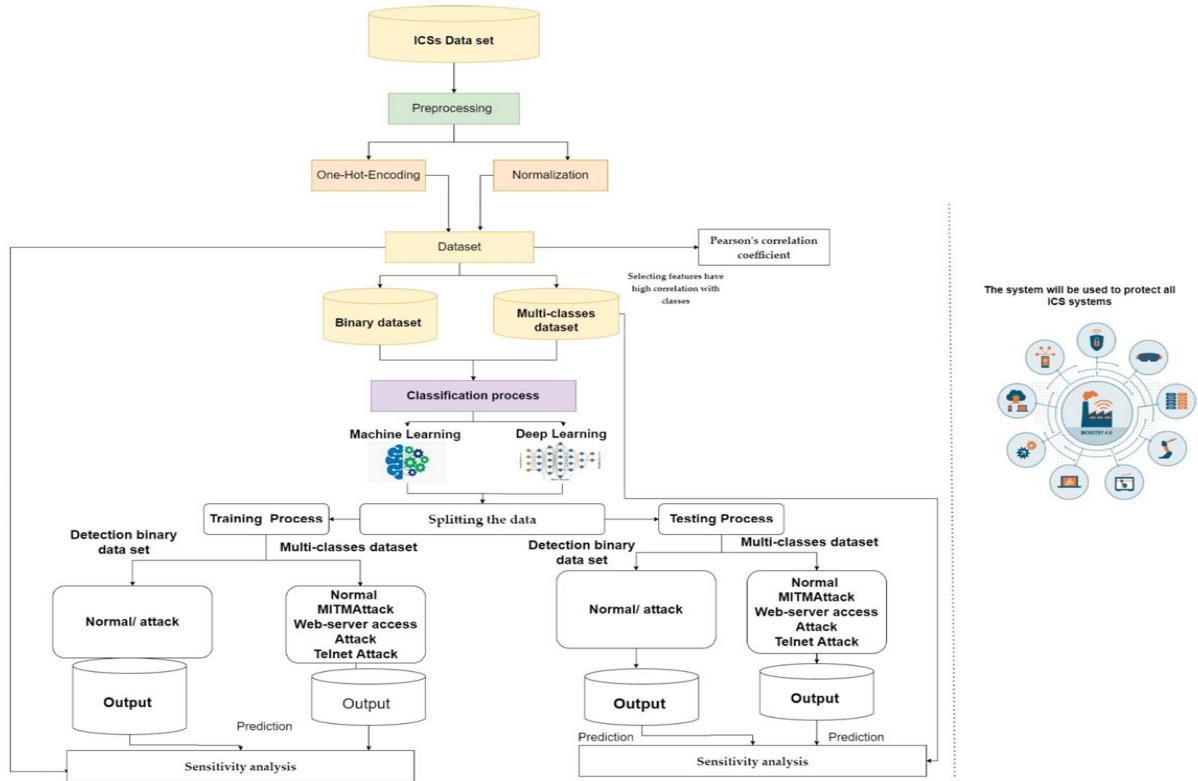 ICSs Data set
Preprocessing
One-Hot-Encoding
Normalization
Dataset
Pearson's correlation
coefficient
Selecting features have
high correlation with
classes
Binary dataset
Multi-classes
dataset
Classification process
Machine Learning
Deep Learning
Training Process
Splitting the data
Testing Process
Detection binary
data set
Multi-classes dataset
Detection binary
data set
Multi-classes dataset
Normal/ attack
Normal
MITMAttack
Web-server access
Attack
Telnet Attack
Normal/ attack
Normal
MITMAttack
Web-server access
Attack
Telnet Attack
Output
Output
Output
Output
Prediction
Prediction
Prediction
Sensitivity analysis
Sensitivity analysis
The system will be used to protect all
ICS systems
INDUSTRY 4.0